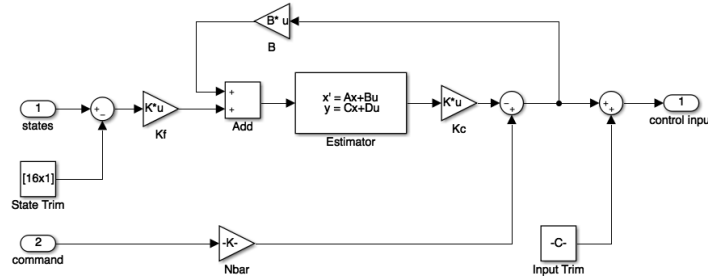 B* u
B
1
states
K*u
Kf
Add
x' = Ax+Bu
y = Cx+Du
Estimator
K*u
Kc
1
control input
[16x1]
State Trim
2
command
-K-
Nbar
-C-
Input Trim